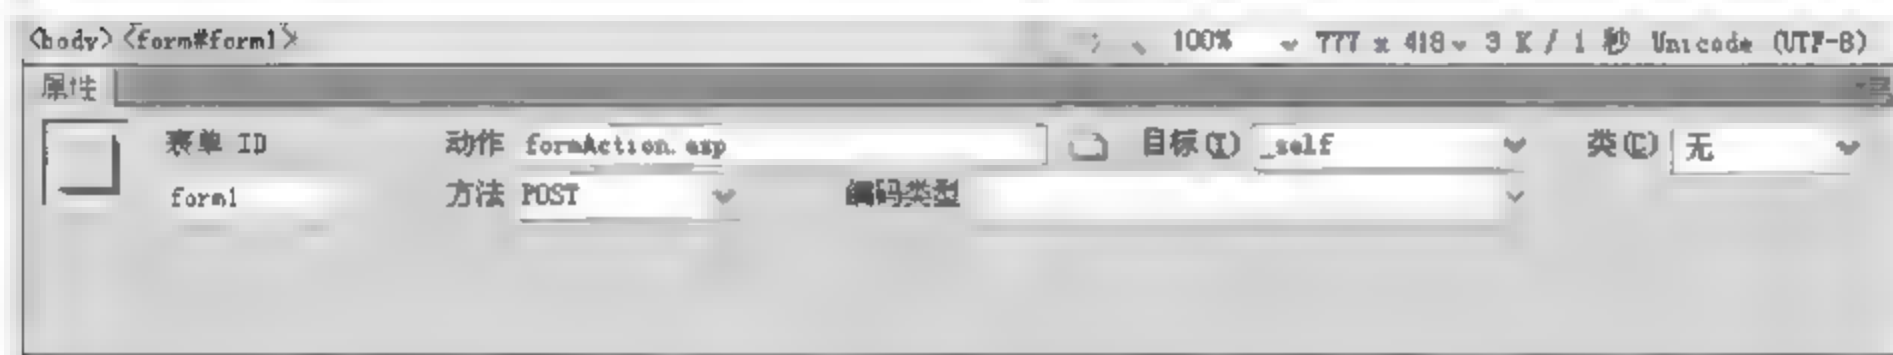 <body> <form#form1>
100% 777 x 418 3 K / 1 秒 Unicode (UTF-8)
属性
表单 ID 动作 formAction.asp 目标(T) _self 类(C) 无
form1 方法 POST 编码类型